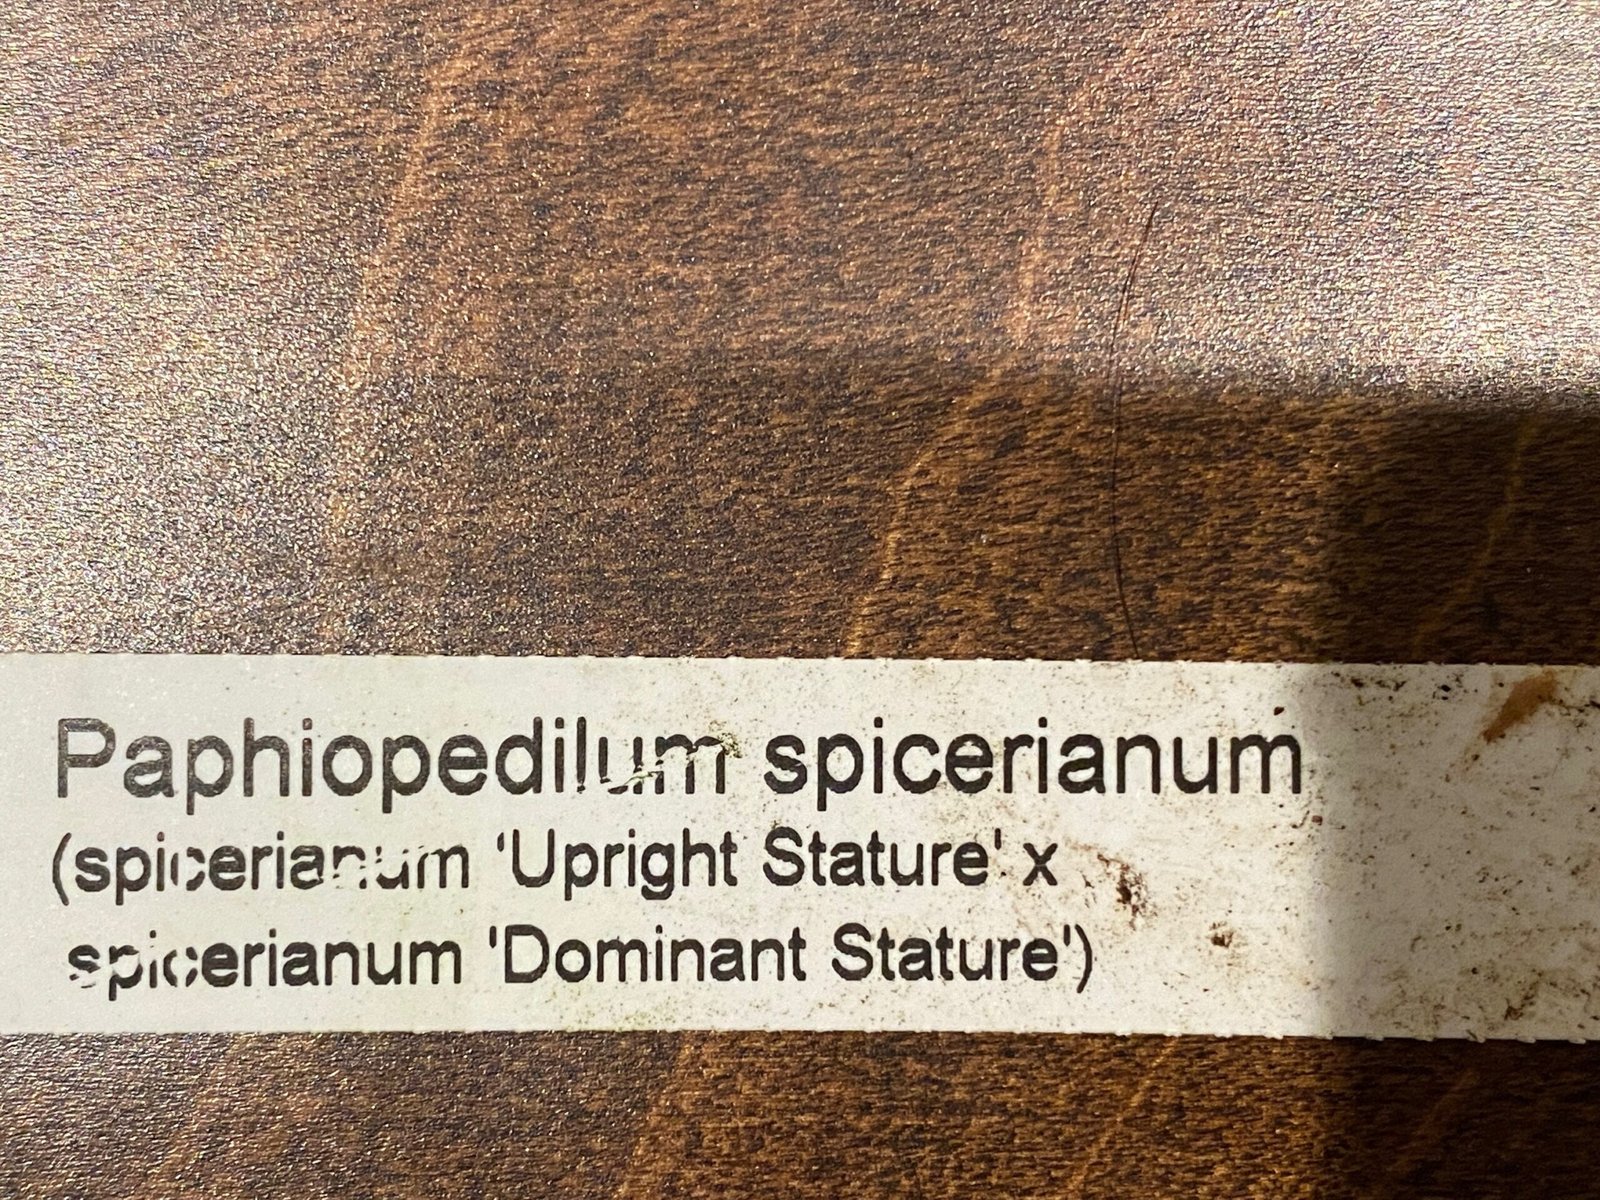 Paphiopedilum spicerianum
(spicerianum 'Upright Stature' x
spicerianum 'Dominant Stature')